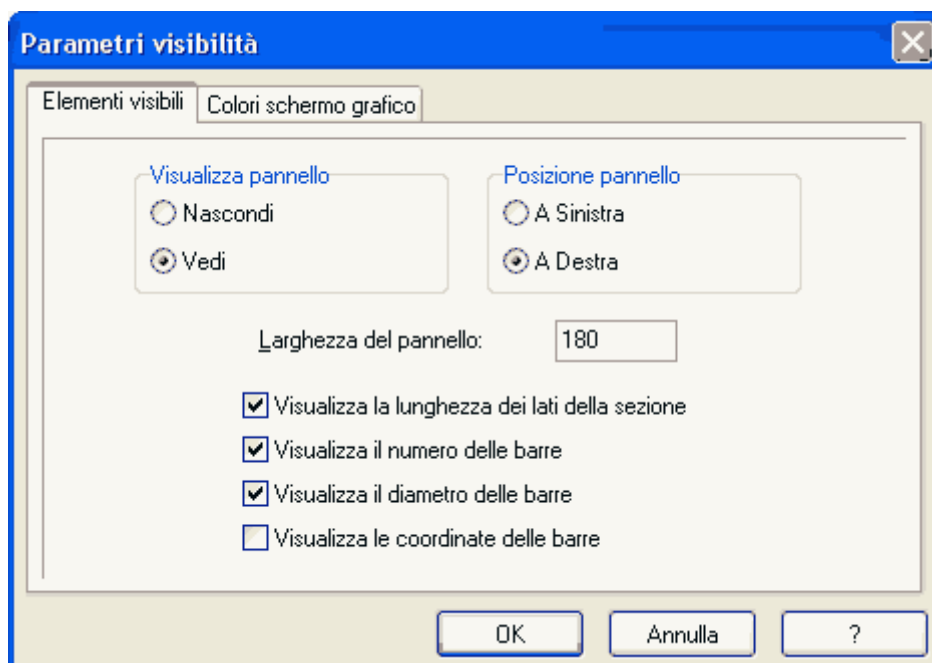 Parametri visibilità
Elementi visibili Colori schermo grafico
Visualizza pannello Posizione pannello
Nascondi A Sinistra
Vedi A Destra
Larghezza del pannello: 180
Visualizza la lunghezza dei lati della sezione
Visualizza il numero delle barre
Visualizza il diametro delle barre
Visualizza le coordinate delle barre
OK Annulla ?